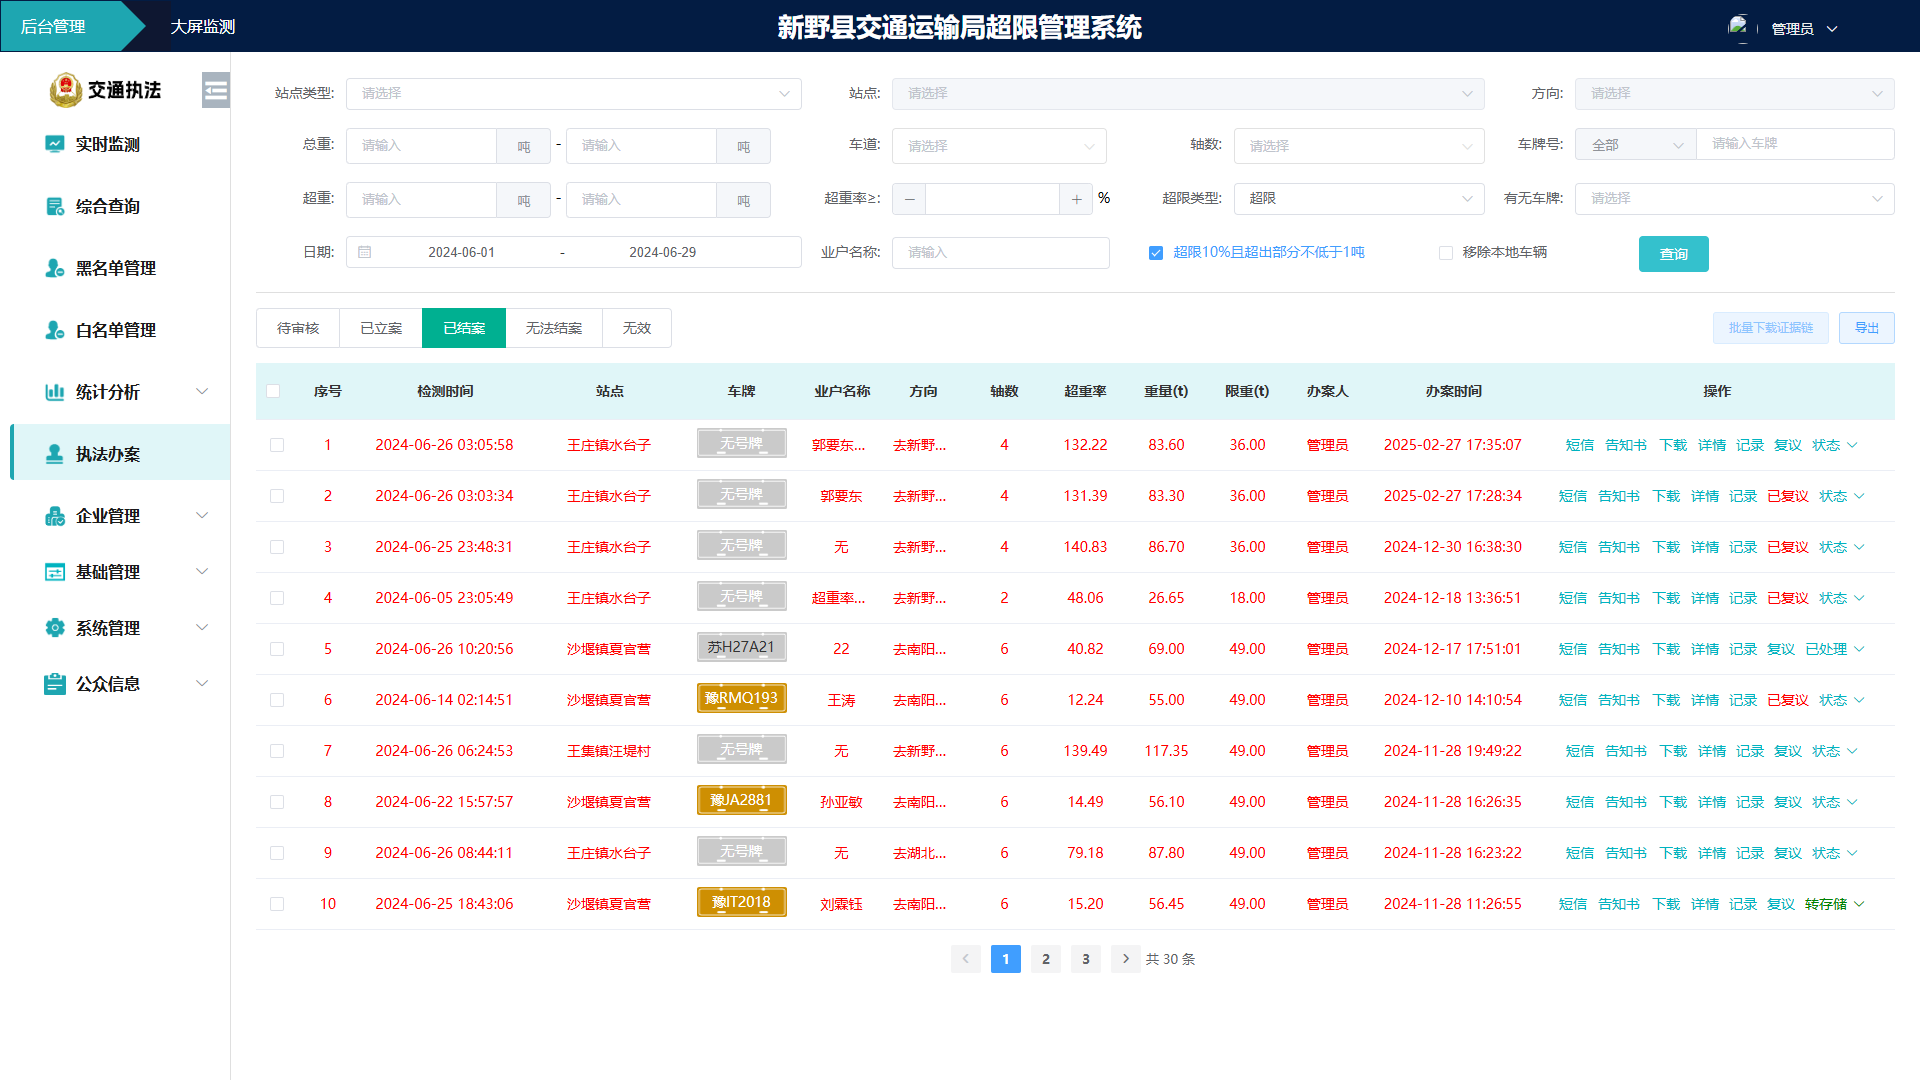 后台管理 大屏监测 新野县交通运输局超限管理系统 管理员
交通执法
实时监测
综合查询
黑名单管理
白名单管理
统计分析
执法办案
企业管理
基础管理
系统管理
公众信息
站点类型: 请选择 站点: 请选择 方向: 请选择
总重: 请输入 吨 - 请输入 吨 车道: 请选择 轴数: 请选择 车牌号: 全部 请输入车牌
超重: 请输入 吨 - 请输入 吨 超重率≥: — + % 超限类型: 超限 有无车牌: 请选择
日期: 2024-06-01 - 2024-06-29 业户名称: 请输入 超限10%且超出部分不低于1吨 移除本地车辆 查询
待审核 已立案 已结案 无法结案 无效 批量下载证据链 导出
序号 检测时间 站点 车牌 业户名称 方向 轴数 超重率 重量(t) 限重(t) 办案人 办案时间 操作
1 2024-06-26 03:05:58 王庄镇水台子 无号牌 郭要东... 去新野... 4 132.22 83.60 36.00 管理员 2025-02-27 17:35:07 短信 告知书 下载 详情 记录 复议 状态
2 2024-06-26 03:03:34 王庄镇水台子 无号牌 郭要东 去新野... 4 131.39 83.30 36.00 管理员 2025-02-27 17:28:34 短信 告知书 下载 详情 记录 已复议 状态
3 2024-06-25 23:48:31 王庄镇水台子 无号牌 无 去新野... 4 140.83 86.70 36.00 管理员 2024-12-30 16:38:30 短信 告知书 下载 详情 记录 已复议 状态
4 2024-06-05 23:05:49 王庄镇水台子 无号牌 超重率... 去新野... 2 48.06 26.65 18.00 管理员 2024-12-18 13:36:51 短信 告知书 下载 详情 记录 已复议 状态
5 2024-06-26 10:20:56 沙堰镇夏官营 苏H27A21 22 去南阳... 6 40.82 69.00 49.00 管理员 2024-12-17 17:51:01 短信 告知书 下载 详情 记录 复议 已处理
6 2024-06-14 02:14:51 沙堰镇夏官营 豫RMQ193 王涛 去南阳... 6 12.24 55.00 49.00 管理员 2024-12-10 14:10:54 短信 告知书 下载 详情 记录 已复议 状态
7 2024-06-26 06:24:53 王集镇汪堤村 无号牌 无 去新野... 6 139.49 117.35 49.00 管理员 2024-11-28 19:49:22 短信 告知书 下载 详情 记录 复议 状态
8 2024-06-22 15:57:57 沙堰镇夏官营 豫JA2881 孙亚敏 去南阳... 6 14.49 56.10 49.00 管理员 2024-11-28 16:26:35 短信 告知书 下载 详情 记录 复议 状态
9 2024-06-26 08:44:11 王庄镇水台子 无号牌 无 去湖北... 6 79.18 87.80 49.00 管理员 2024-11-28 16:23:22 短信 告知书 下载 详情 记录 复议 状态
10 2024-06-25 18:43:06 沙堰镇夏官营 豫IT2018 刘霖钰 去南阳... 6 15.20 56.45 49.00 管理员 2024-11-28 11:26:55 短信 告知书 下载 详情 记录 复议 转存储
1 2 3 共 30 条